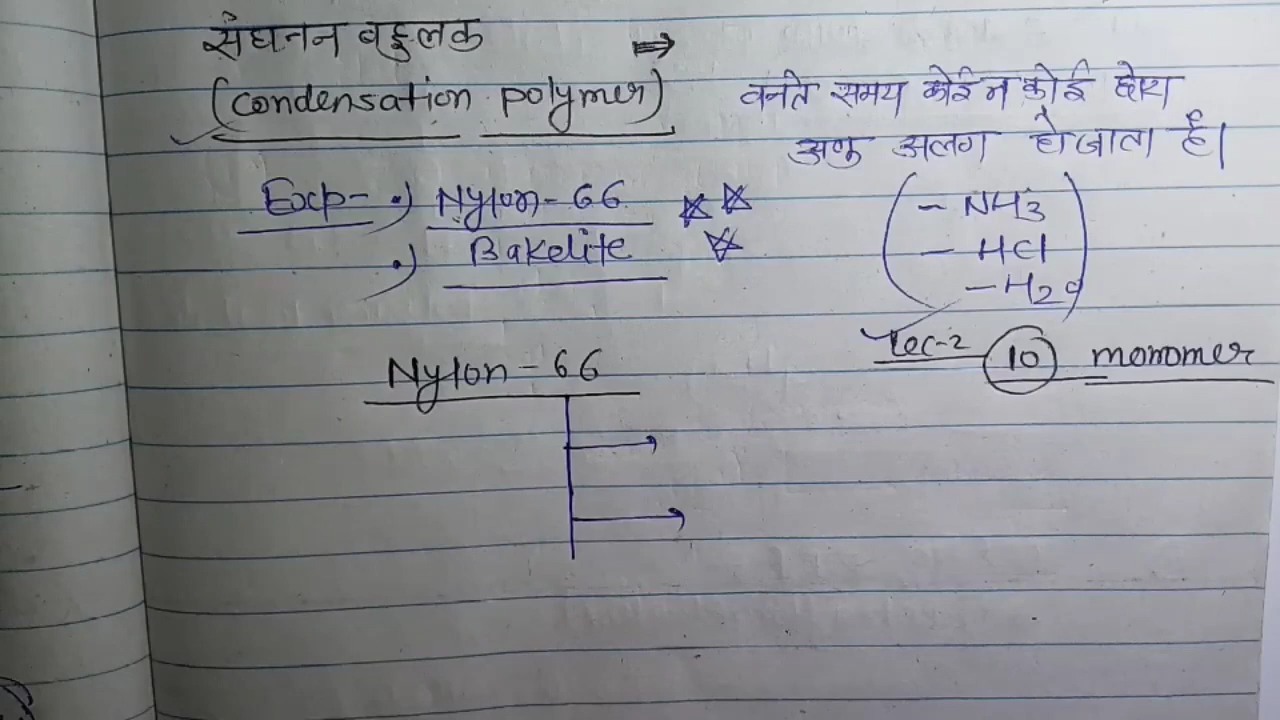 संघनन बहुलक ⇒
(condensation polymer) बनते समय कोई न कोई छोटा
अणु अलग हो जाता है।
Exp- •) Nylon-66
•) Bakelite
- NH3
- HCl
- H2O
Lec-2 10 monomer
Nylon-66